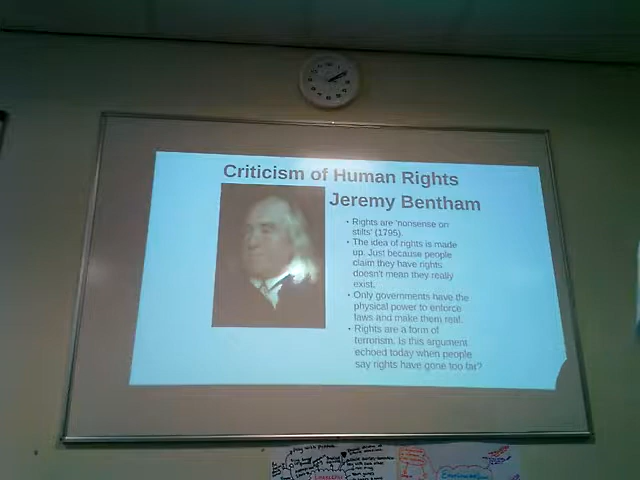 Criticism of Human Rights
Jeremy Bentham
• Rights are 'nonsense on
stilts' (1795).
• The idea of rights is made
up. Just because people
claim they have rights
doesn't mean they really
exist.
• Only governments have the
physical power to enforce
laws and make them real.
• Rights are a form of
terrorism. Is this argument
echoed today when people
say rights have gone too far?